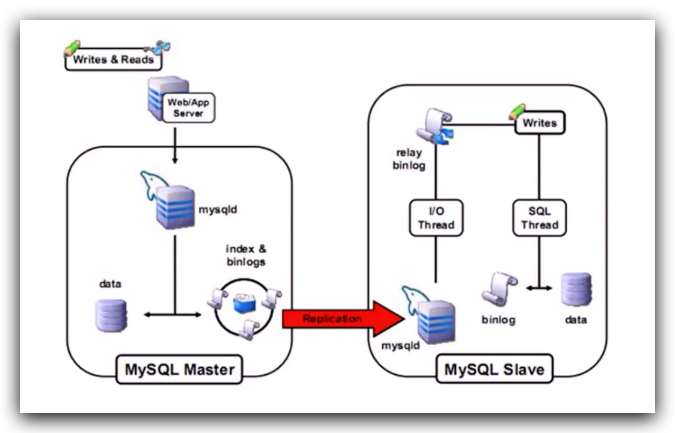 Writes & Reads
Web/App
Server
mysqld
index &
binlogs
data
MySQL Master
Replication
relay
binlog
Writes
I/O
Thread
SQL
Thread
mysqld
binlog
data
MySQL Slave